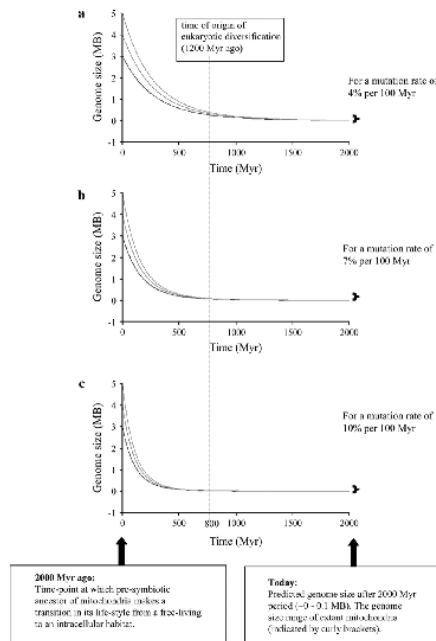 a
time of origin of
eukaryotic diversification
(1200 Myr ago)
Genome size (MB)
5
4
3
2
1
0
-1
0
500
1000
1500
2000
Time (Myr)
For a mutation rate of
4% per 100 Myr
b
Genome size (MB)
5
4
3
2
1
0
-1
0
500
1000
1500
2000
Time (Myr)
For a mutation rate of
7% per 100 Myr
c
Genome size (MB)
5
4
3
2
1
0
-1
0
500
800
1000
1500
2000
Time (Myr)
For a mutation rate of
10% per 100 Myr
2000 Myr ago:
Time-point at which pre-symbiotic
ancestor of mitochondria makes a
transition in its life-style from a free-living
to an intracellular habitat.
Today:
Predicted genome size after 2000 Myr
period (~0 - 0.1 MB). The genome
size range of extant mitochondria
(indicated by curly brackets).